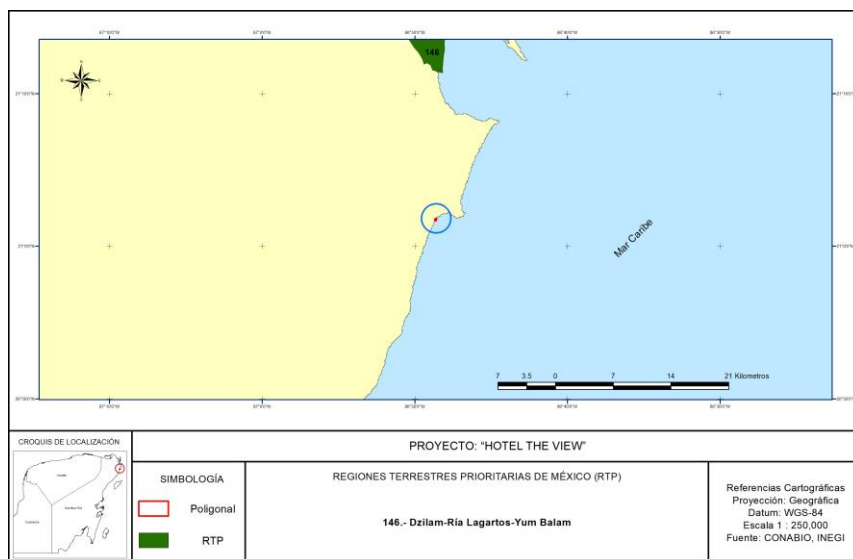 146
Mar Caribe
7 3.5 0 7 14 21 Kilometros
CROQUIS DE LOCALIZACIÓN
PROYECTO: "HOTEL THE VIEW"
SIMBOLOGÍA
Poligonal
RTP
REGIONES TERRESTRES PRIORITARIAS DE MÉXICO (RTP)
146.- Dzilam-Ría Lagartos-Yum Balam
Referencias Cartográficas
Proyección: Geográfica
Datum: WGS-84
Escala 1 : 250,000
Fuente: CONABIO, INEGI